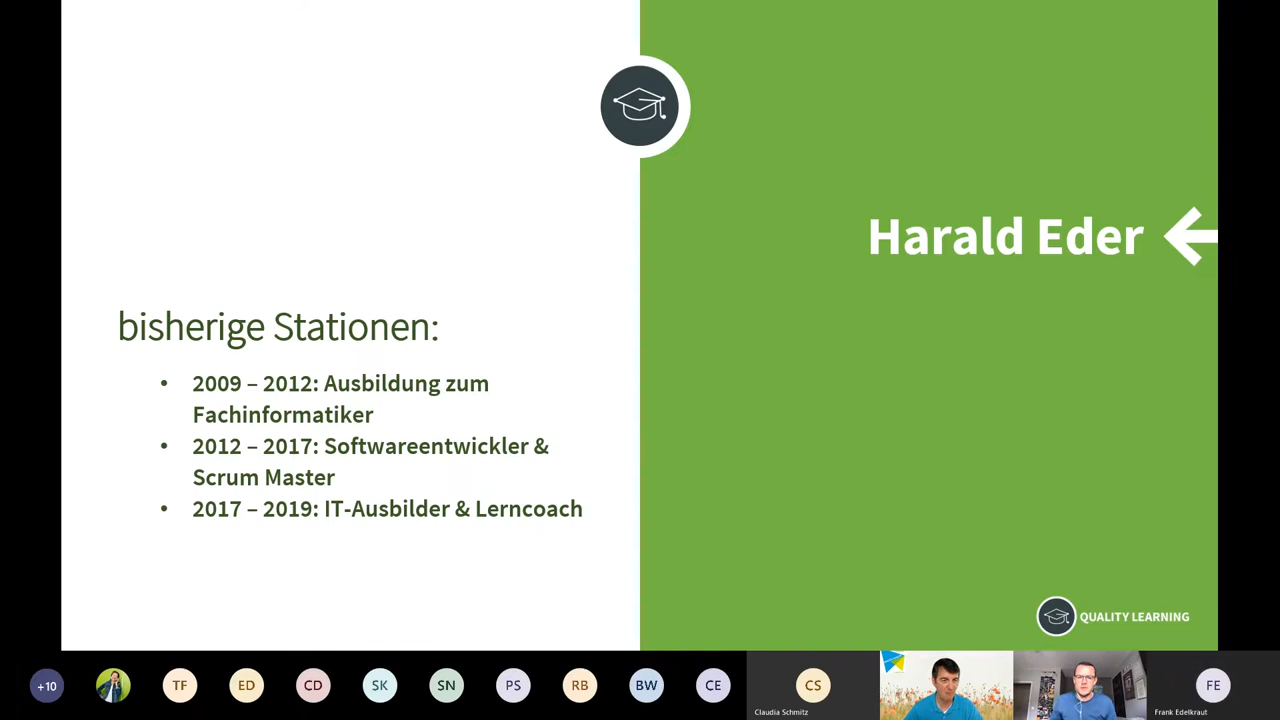 Harald Eder
bisherige Stationen:
• 2009 – 2012: Ausbildung zum
Fachinformatiker
• 2012 – 2017: Softwareentwickler &
Scrum Master
• 2017 – 2019: IT-Ausbilder & Lerncoach
QUALITY LEARNING
+10
TF
ED
CD
SK
SN
PS
RB
BW
CE
CS
Claudia Schmitz
FE
Frank Edelkraut